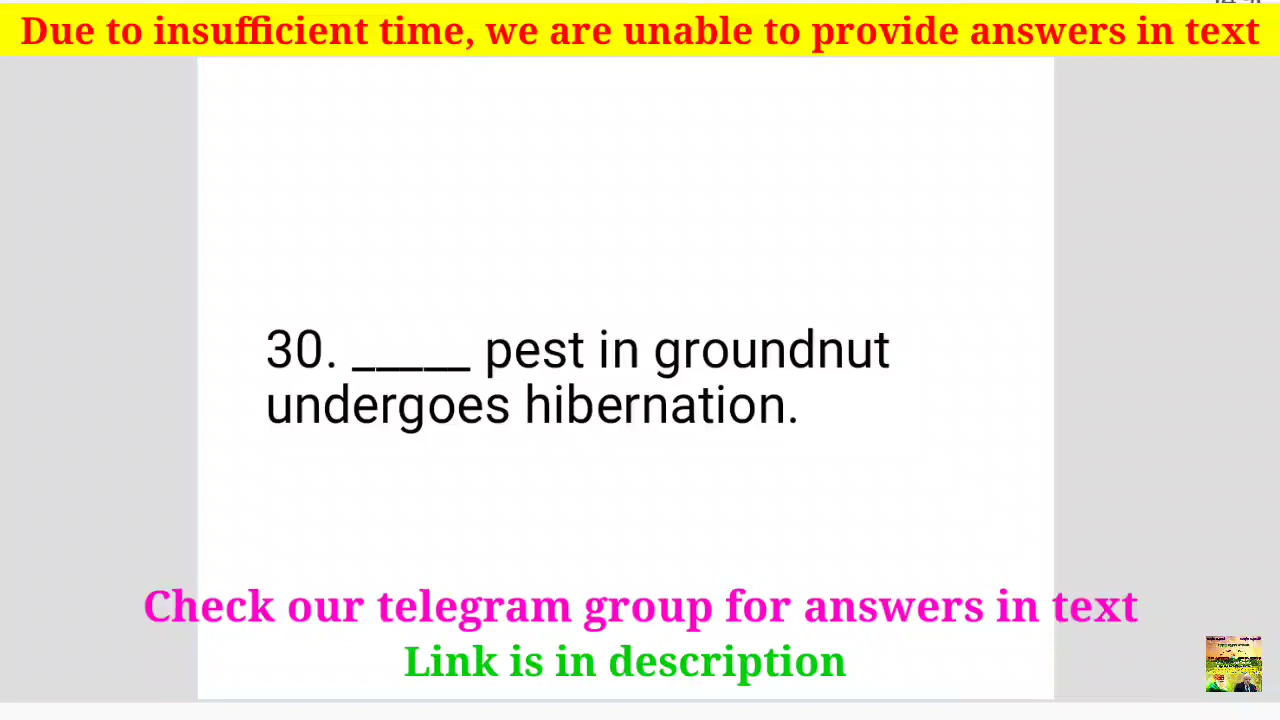 Due to insufficient time, we are unable to provide answers in text
30. _____ pest in groundnut
undergoes hibernation.
Check our telegram group for answers in text
Link is in description